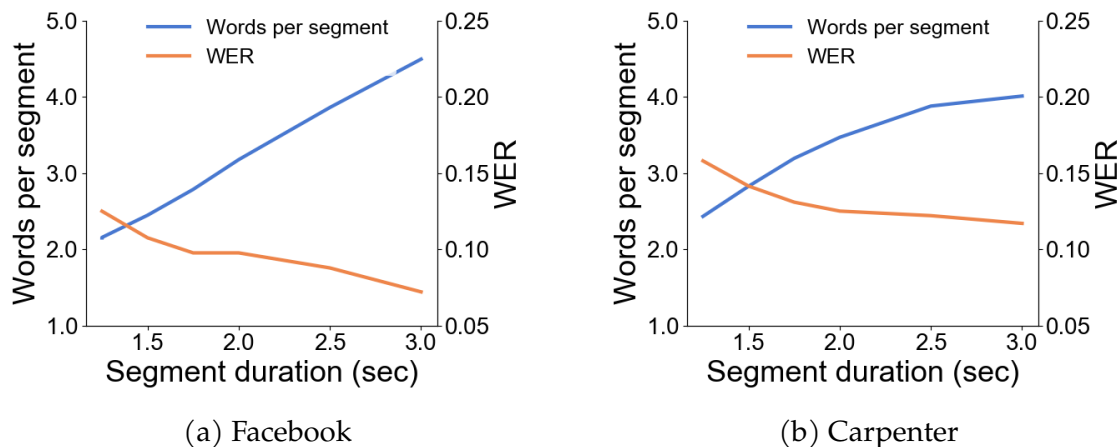 5.0
4.0
3.0
2.0
1.0
Words per segment
Words per segment
WER
0.25
0.20
0.15
0.10
0.05
WER
1.5 2.0 2.5 3.0
Segment duration (sec)
(a) Facebook
5.0
4.0
3.0
2.0
1.0
Words per segment
Words per segment
WER
0.25
0.20
0.15
0.10
0.05
WER
1.5 2.0 2.5 3.0
Segment duration (sec)
(b) Carpenter